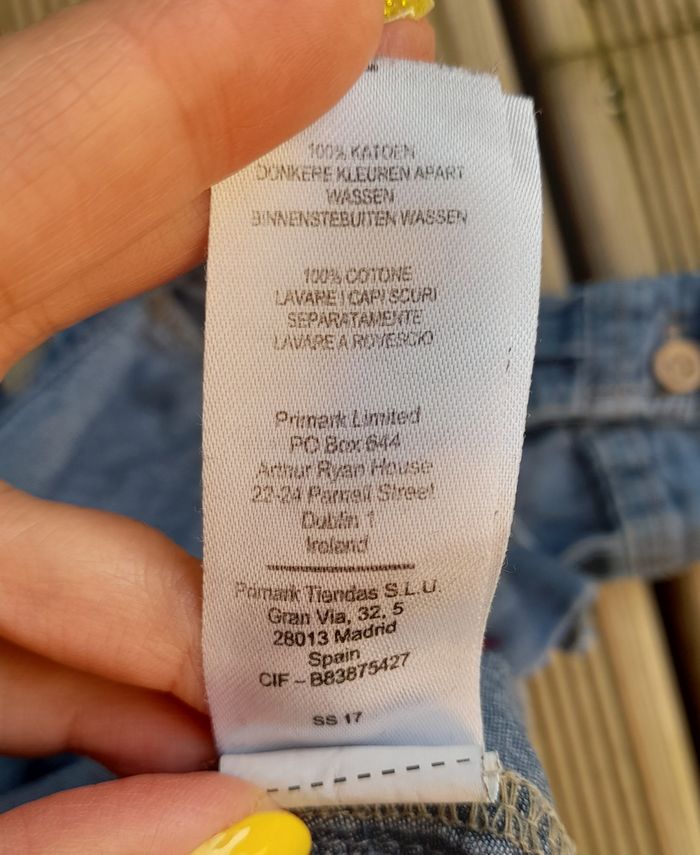 100% KATOEN
DONKERE KLEUREN APART
WASSEN
BINNENSTEBUITEN WASSEN
100% COTONE
LAVARE I CAPI SCURI
SEPARATAMENTE
LAVARE A ROVESCIO
Primark Limited
PO Box 644
Arthur Ryan House
22-24 Parnell Street
Dublin 1
Ireland
Primark Tiendas S.L.U.
Gran Via, 32, 5
28013 Madrid
Spain
CIF – B83875427
SS 17